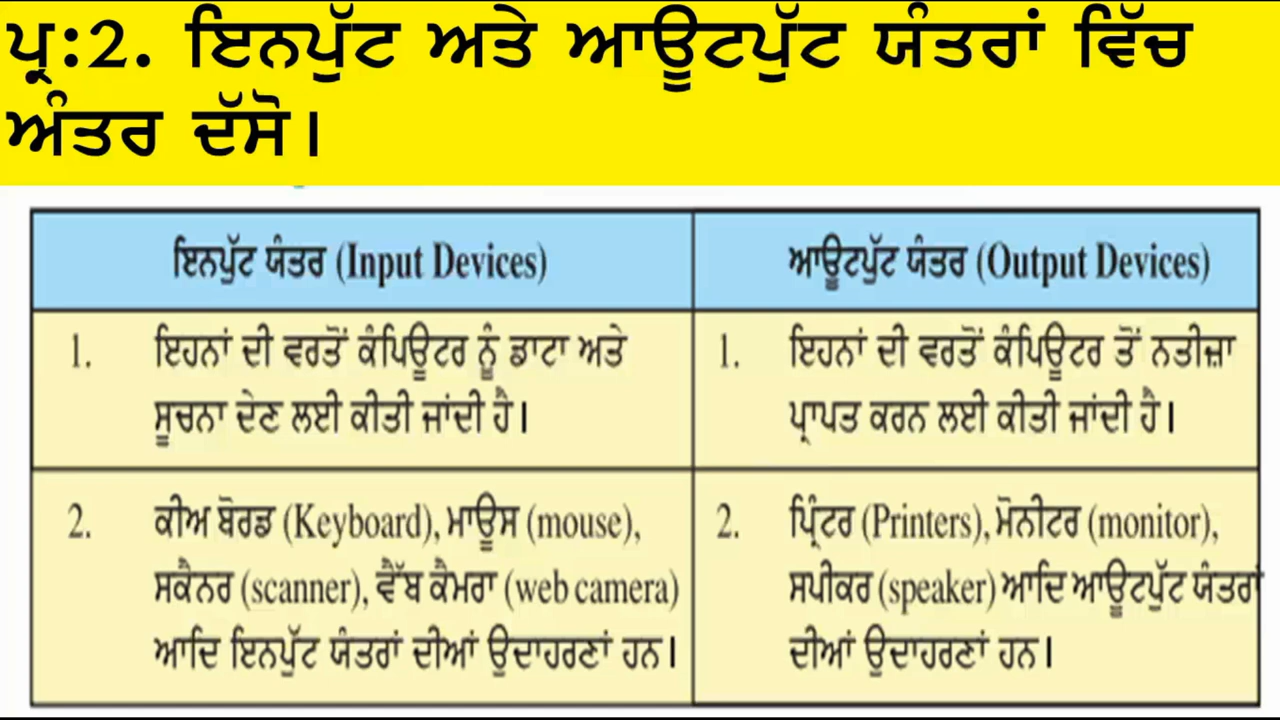 ਪ੍ਰ:2. ਇਨਪੁੱਟ ਅਤੇ ਆਊਟਪੁੱਟ ਯੰਤਰਾਂ ਵਿੱਚ
ਅੰਤਰ ਦੱਸੋ।
ਇਨਪੁੱਟ ਯੰਤਰ (Input Devices)
ਆਊਟਪੁੱਟ ਯੰਤਰ (Output Devices)
1. ਇਹਨਾਂ ਦੀ ਵਰਤੋਂ ਕੰਪਿਊਟਰ ਨੂੰ ਡਾਟਾ ਅਤੇ
ਸੂਚਨਾ ਦੇਣ ਲਈ ਕੀਤੀ ਜਾਂਦੀ ਹੈ।
1. ਇਹਨਾਂ ਦੀ ਵਰਤੋਂ ਕੰਪਿਊਟਰ ਤੋਂ ਨਤੀਜ਼ਾ
ਪ੍ਰਾਪਤ ਕਰਨ ਲਈ ਕੀਤੀ ਜਾਂਦੀ ਹੈ।
2. ਕੀਅ ਬੋਰਡ (Keyboard), ਮਾਊਸ (mouse),
ਸਕੈਨਰ (scanner), ਵੈੱਬ ਕੈਮਰਾ (web camera)
ਆਦਿ ਇਨਪੁੱਟ ਯੰਤਰਾਂ ਦੀਆਂ ਉਦਾਹਰਣਾਂ ਹਨ।
2. ਪ੍ਰਿੰਟਰ (Printers), ਮੋਨੀਟਰ (monitor),
ਸਪੀਕਰ (speaker) ਆਦਿ ਆਊਟਪੁੱਟ ਯੰਤਰਾਂ
ਦੀਆਂ ਉਦਾਹਰਣਾਂ ਹਨ।